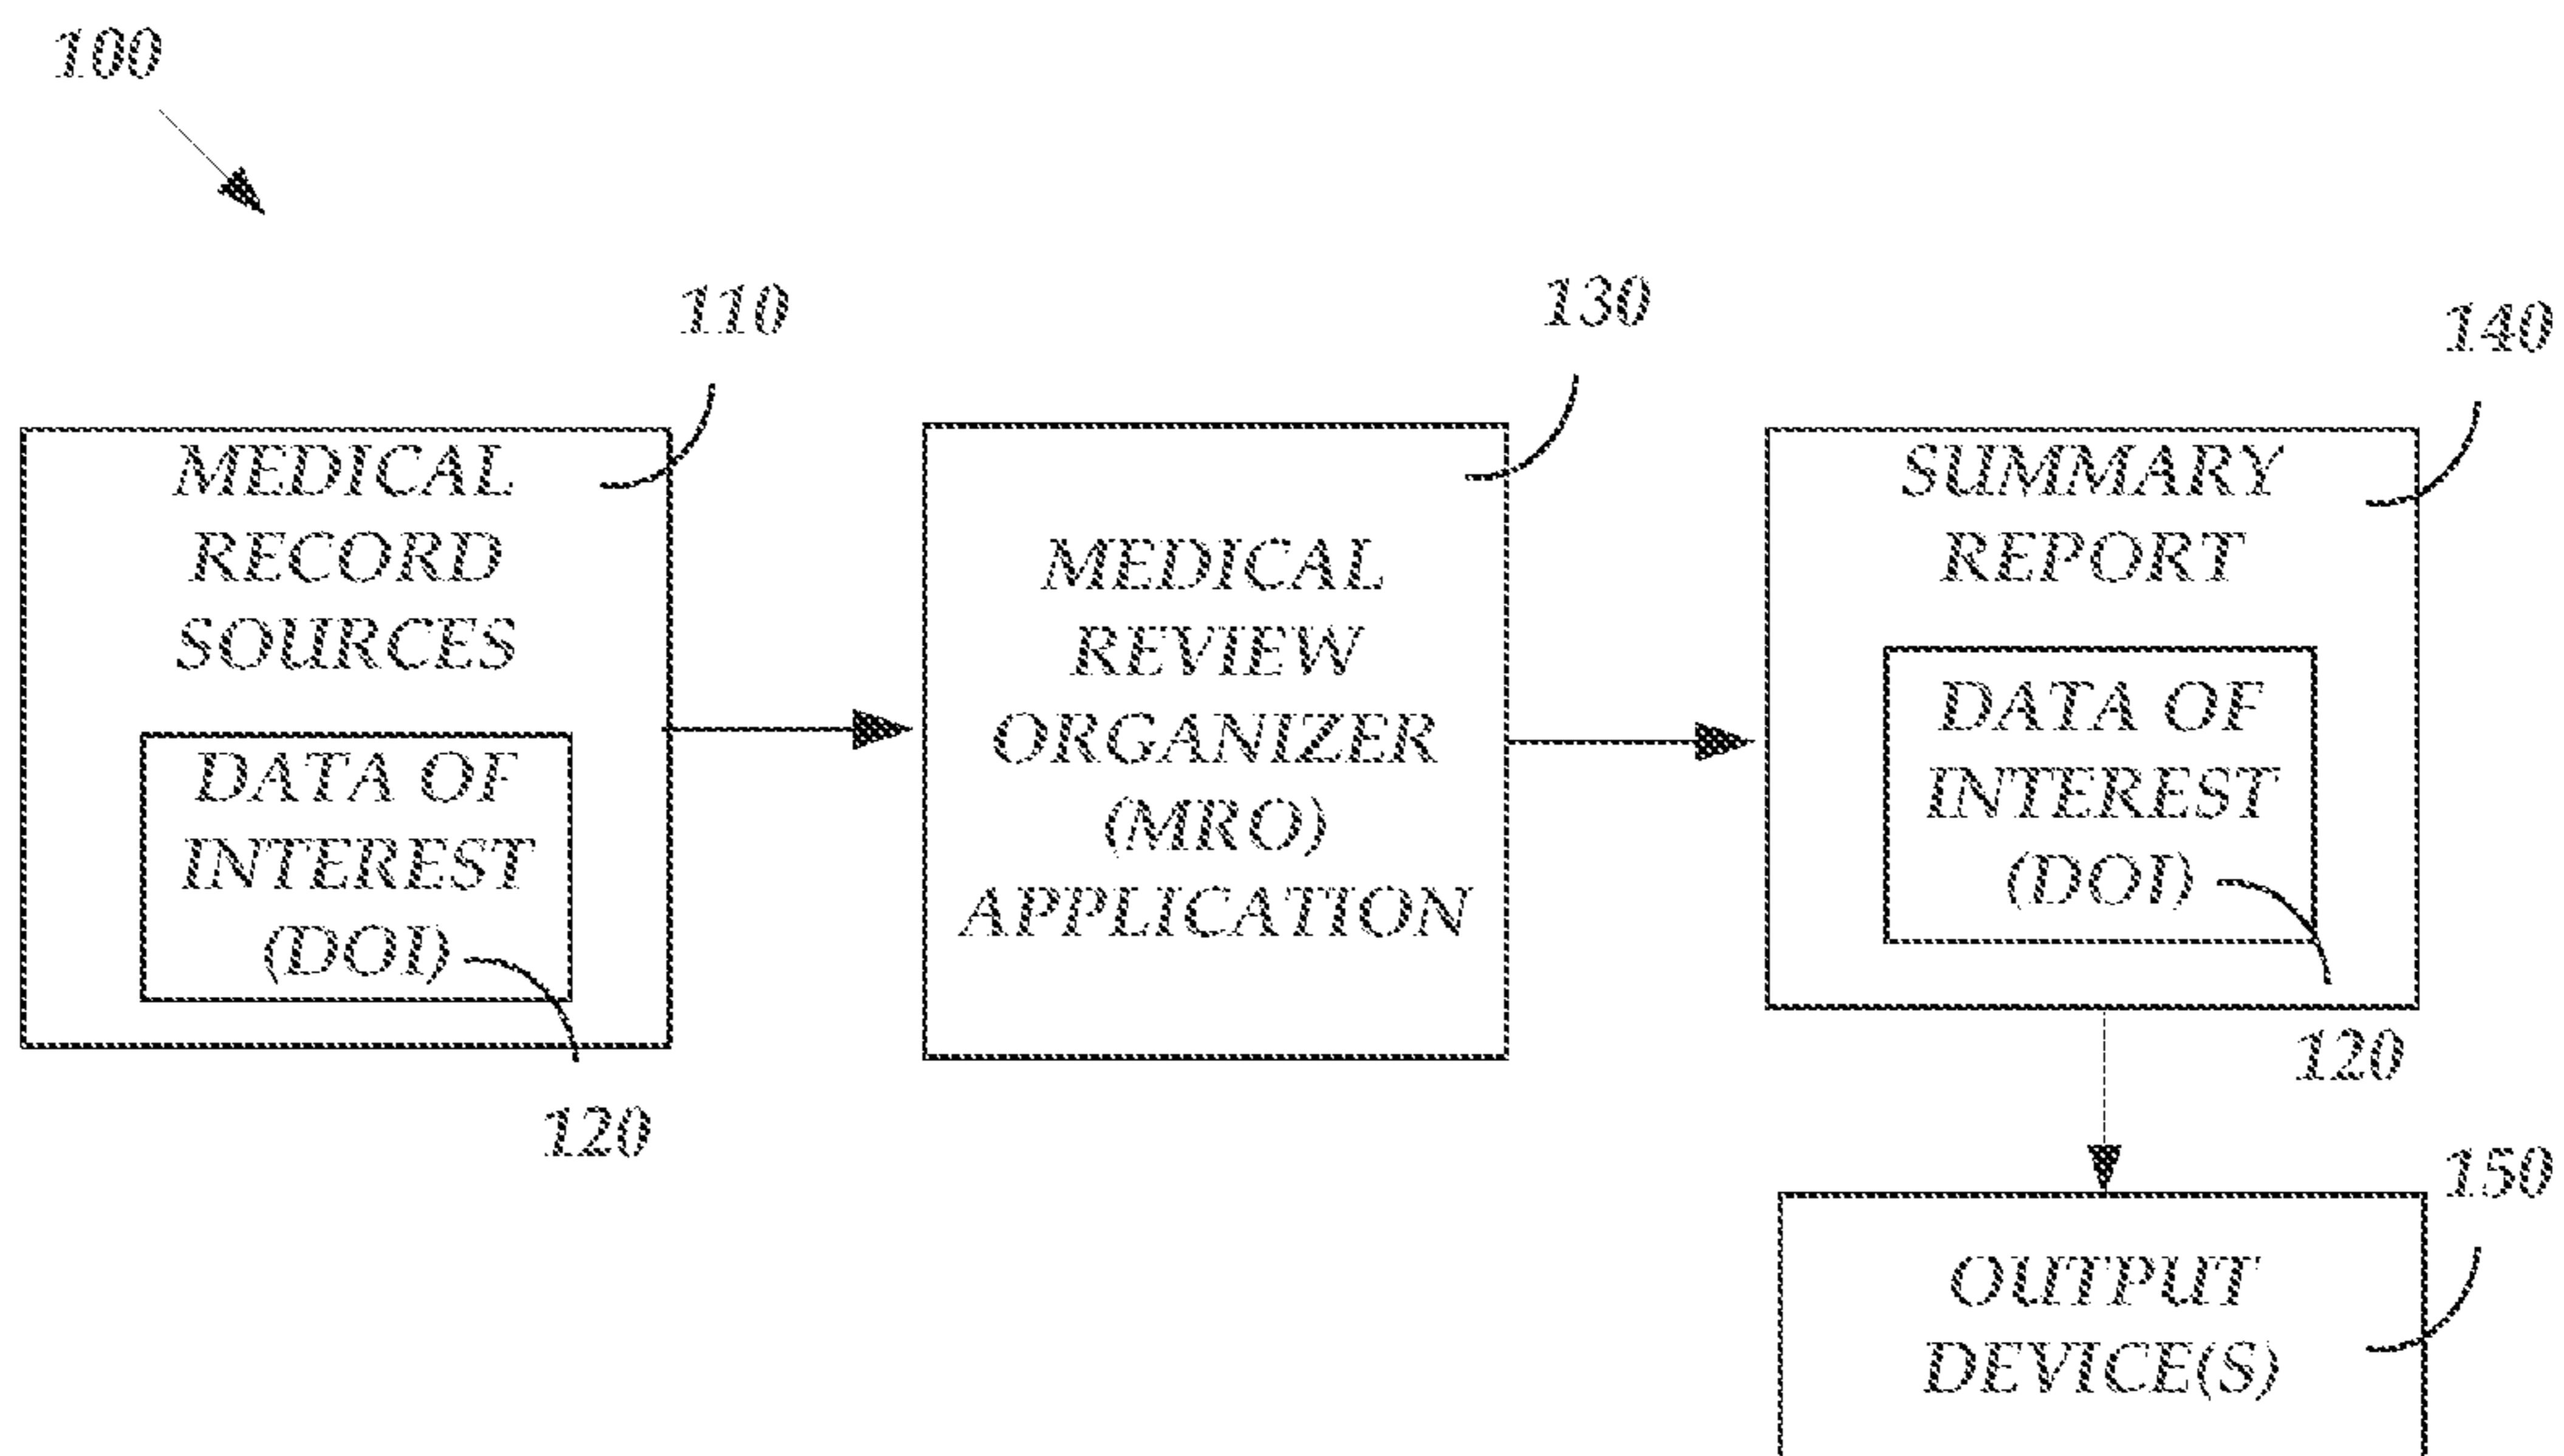 100
110
MEDICAL
RECORD
SOURCES
DATA OF
INTEREST
(DOI)
120
130
MEDICAL
REVIEW
ORGANIZER
(MRO)
APPLICATION
140
SUMMARY
REPORT
DATA OF
INTEREST
(DOI)
120
150
OUTPUT
DEVICE(S)